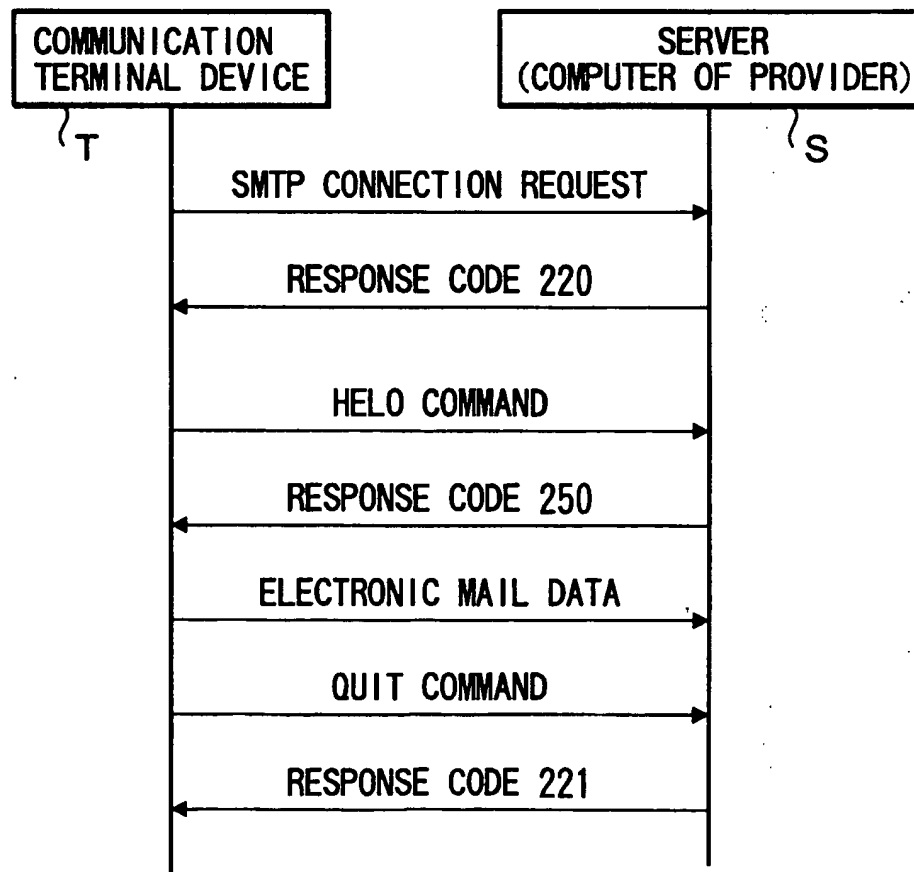 COMMUNICATION
TERMINAL DEVICE
SERVER
(COMPUTER OF PROVIDER)
T
S
SMTP CONNECTION REQUEST
RESPONSE CODE 220
HELO COMMAND
RESPONSE CODE 250
ELECTRONIC MAIL DATA
QUIT COMMAND
RESPONSE CODE 221